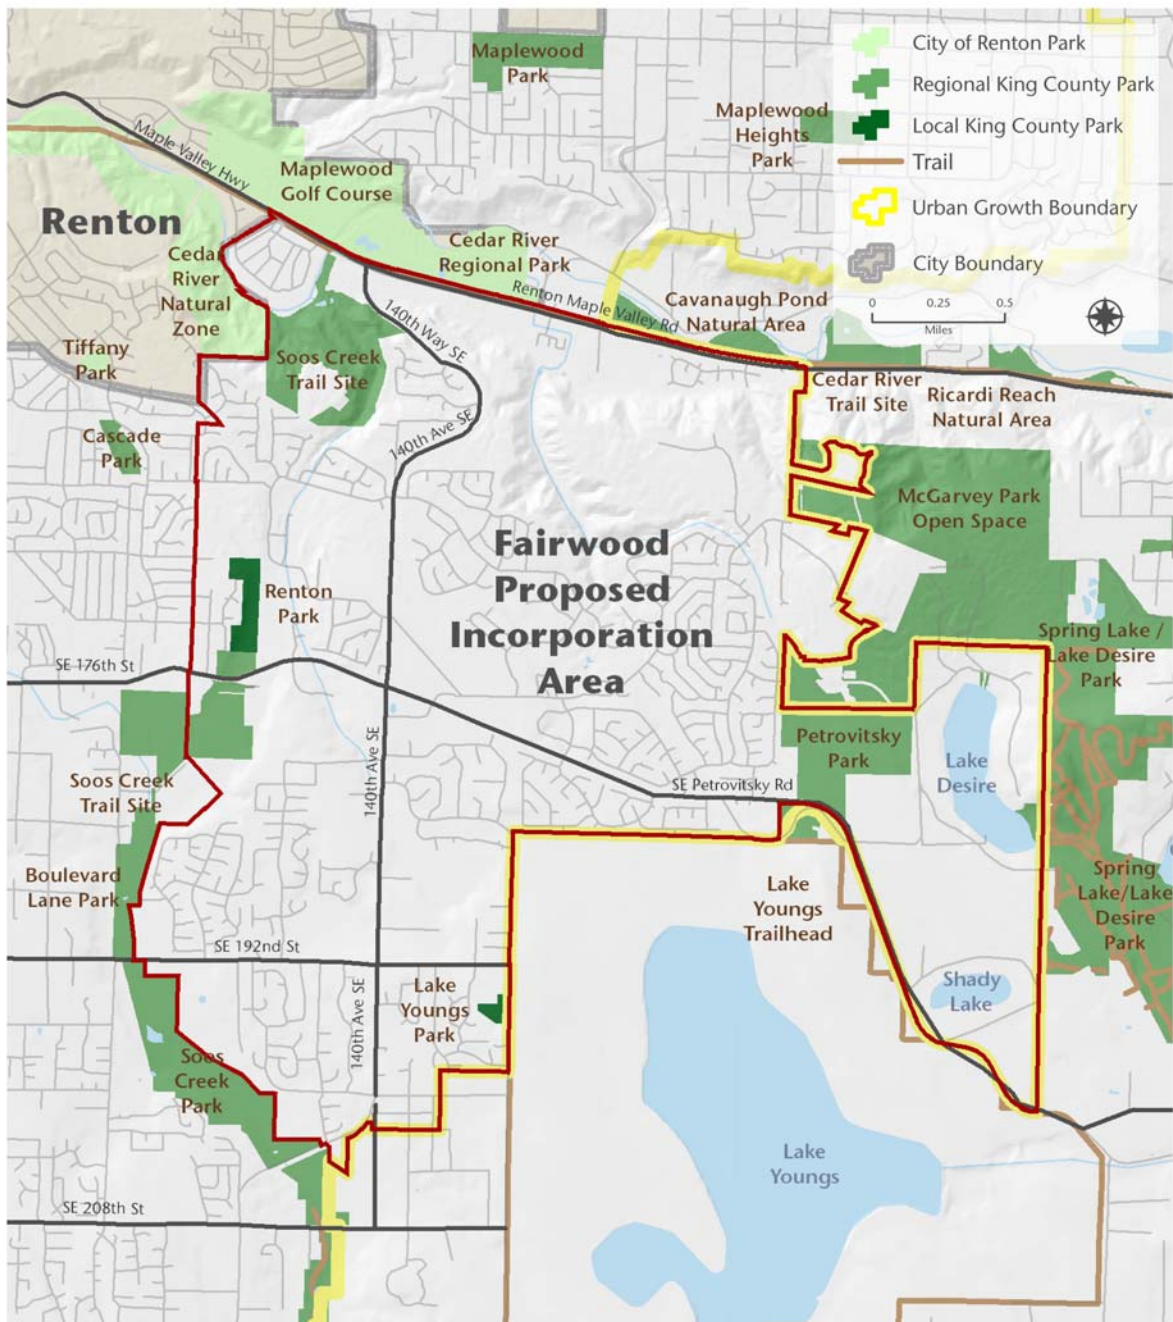 Maplewood
Park
City of Renton Park
Regional King County Park
Local King County Park
Trail
Urban Growth Boundary
City Boundary
0 0.25 0.5
Miles
Maplewood
Heights
Park
Maple Valley Hwy
Maplewood
Golf Course
Renton
Cedar
River
Natural
Zone
Cedar River
Regional Park
Renton Maple Valley Rd
Cavanaugh Pond
Natural Area
140th Way SE
Tiffany
Park
Soos Creek
Trail Site
Cedar River
Trail Site
Ricardi Reach
Natural Area
140th Ave SE
Cascade
Park
McGarvey Park
Open Space
Fairwood
Proposed
Incorporation
Area
Renton
Park
SE 176th St
Spring Lake /
Lake Desire
Park
140th Ave SE
Petrovitsky
Park
Lake
Desire
Soos Creek
Trail Site
SE Petrovitsky Rd
Boulevard
Lane Park
Lake
Youngs
Trailhead
Spring
Lake/Lake
Desire
Park
SE 192nd St
Lake
Youngs
Park
140th Ave SE
Shady
Lake
Soos
Creek
Park
Lake
Youngs
SE 208th St